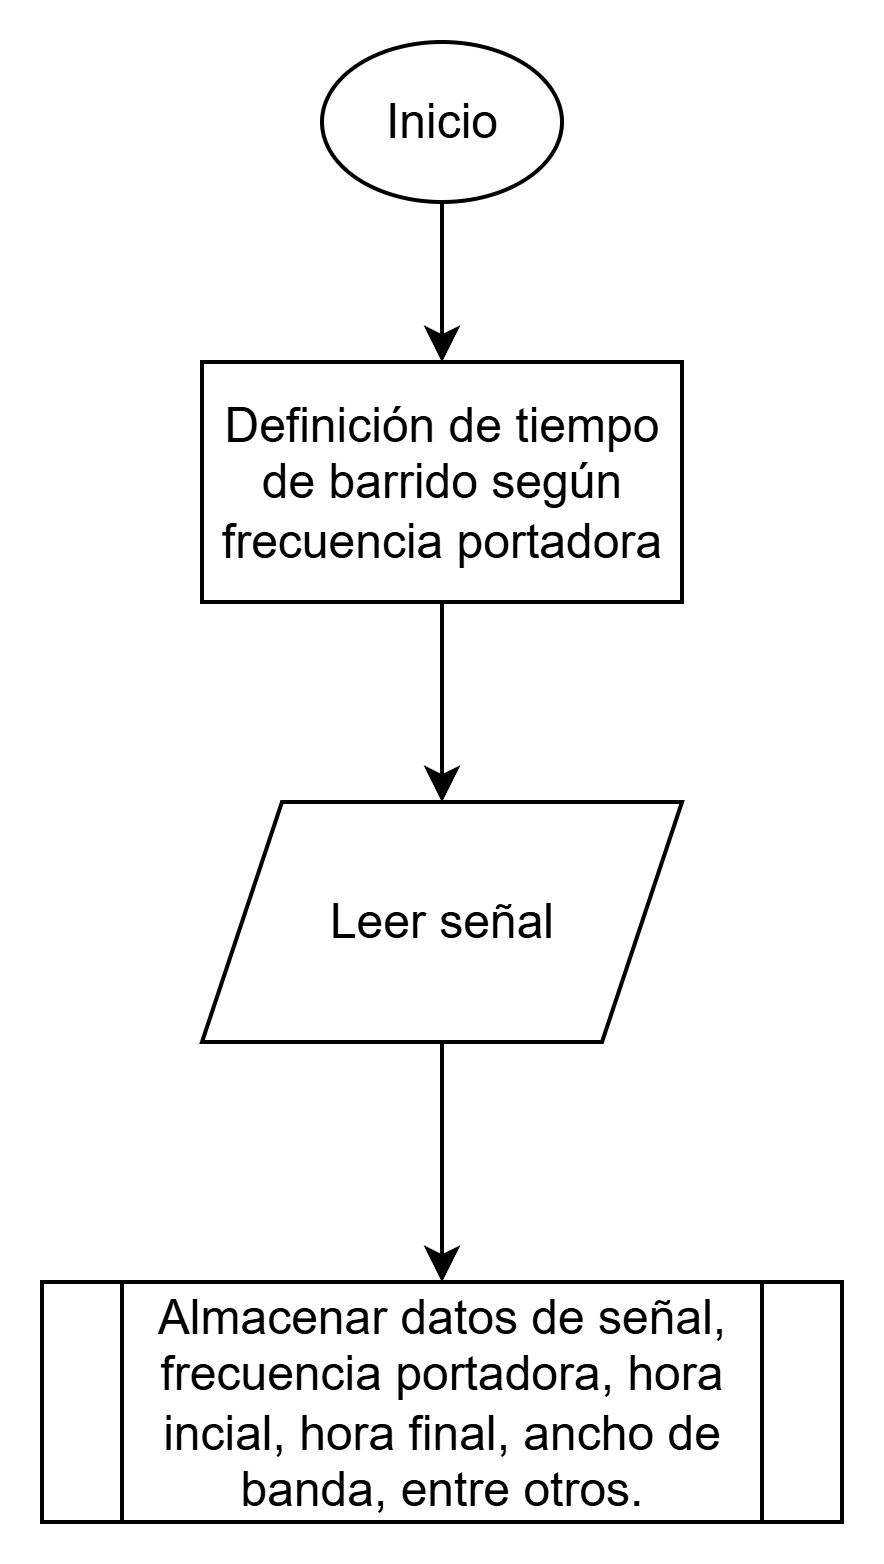 Inicio
Definición de tiempo
de barrido según
frecuencia portadora
Leer señal
Almacenar datos de señal,
frecuencia portadora, hora
incial, hora final, ancho de
banda, entre otros.